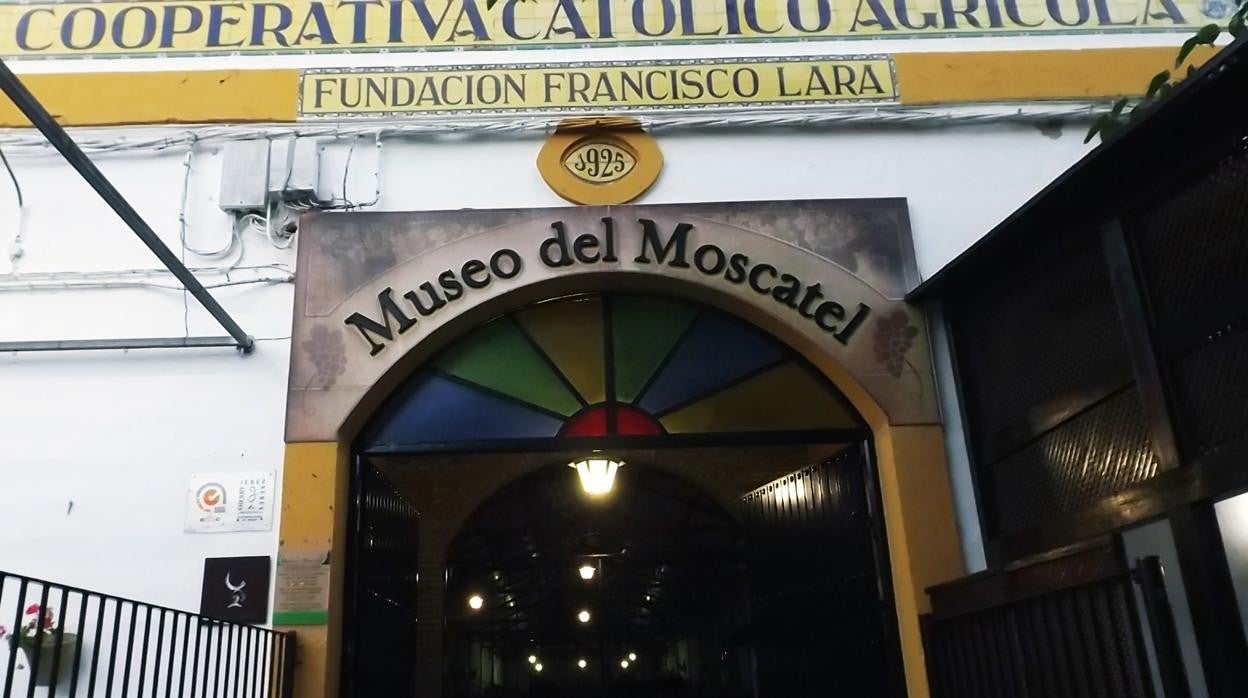 COOPERATIVA CATOLICO AGRICOLA
FUNDACION FRANCISCO LARA
1925
Museo del Moscatel